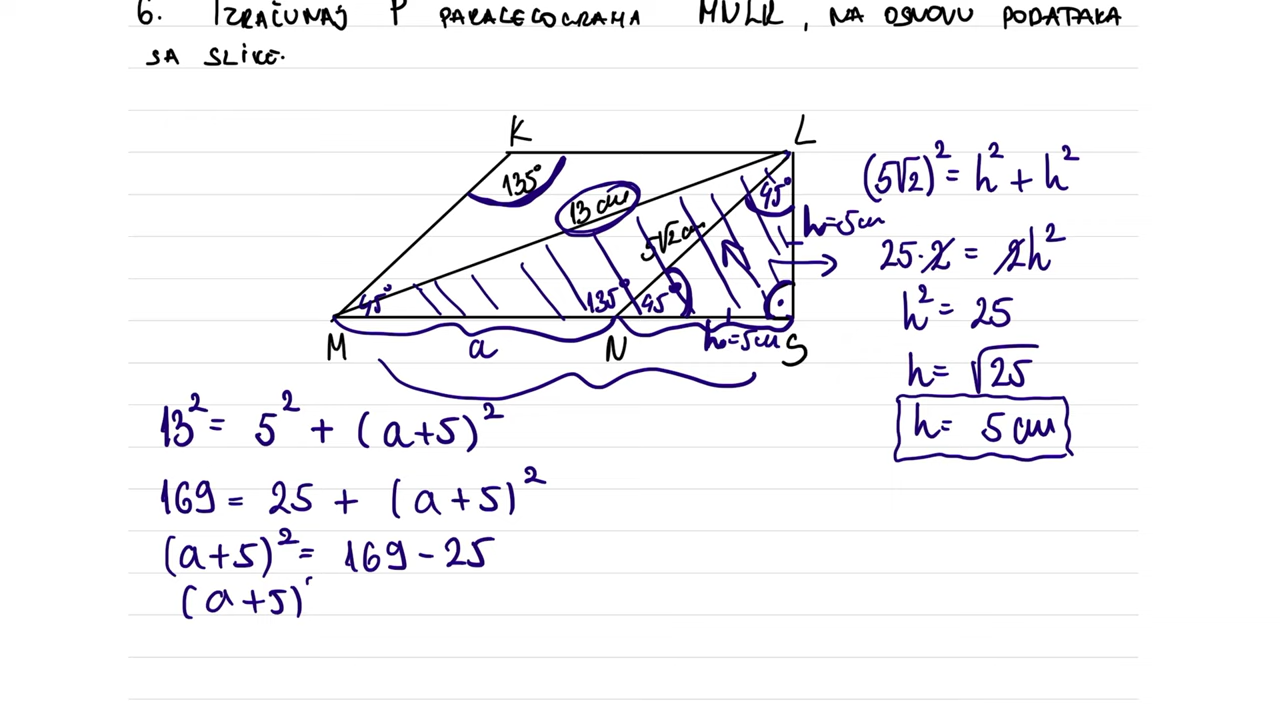 6. IZRAČUNAJ P PARALELOGRAMA MNLK, NA OSNOVU PODATAKA
SA SLIKE.
K
L
135°
13 cm
45°
5√2 cm
h=5cm
45°
135°
45°
M
a
N
h=5cm
S
(5√2)² = h² + h²
25·2 = 2h²
h² = 25
h = √25
h = 5 cm
13² = 5² + (a+5)²
169 = 25 + (a+5)²
(a+5)² = 169 - 25
(a+5)